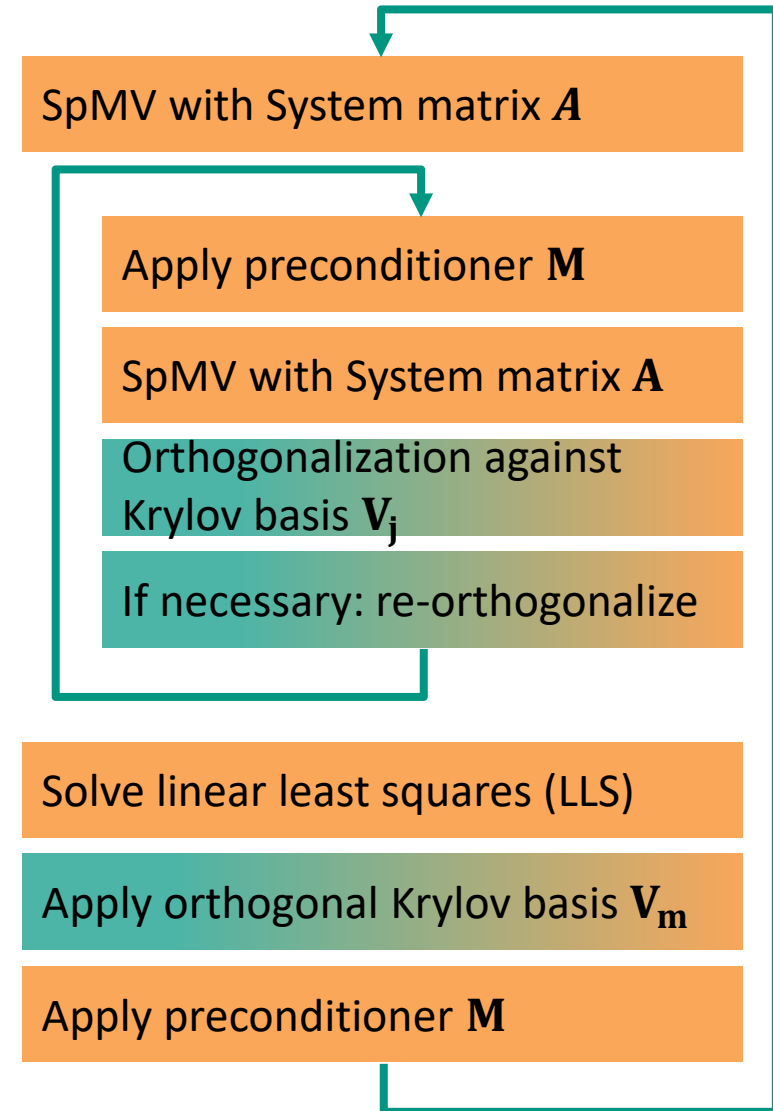 SpMV with System matrix A
Apply preconditioner M
SpMV with System matrix A
Orthogonalization against
Krylov basis Vj
If necessary: re-orthogonalize
Solve linear least squares (LLS)
Apply orthogonal Krylov basis Vm
Apply preconditioner M